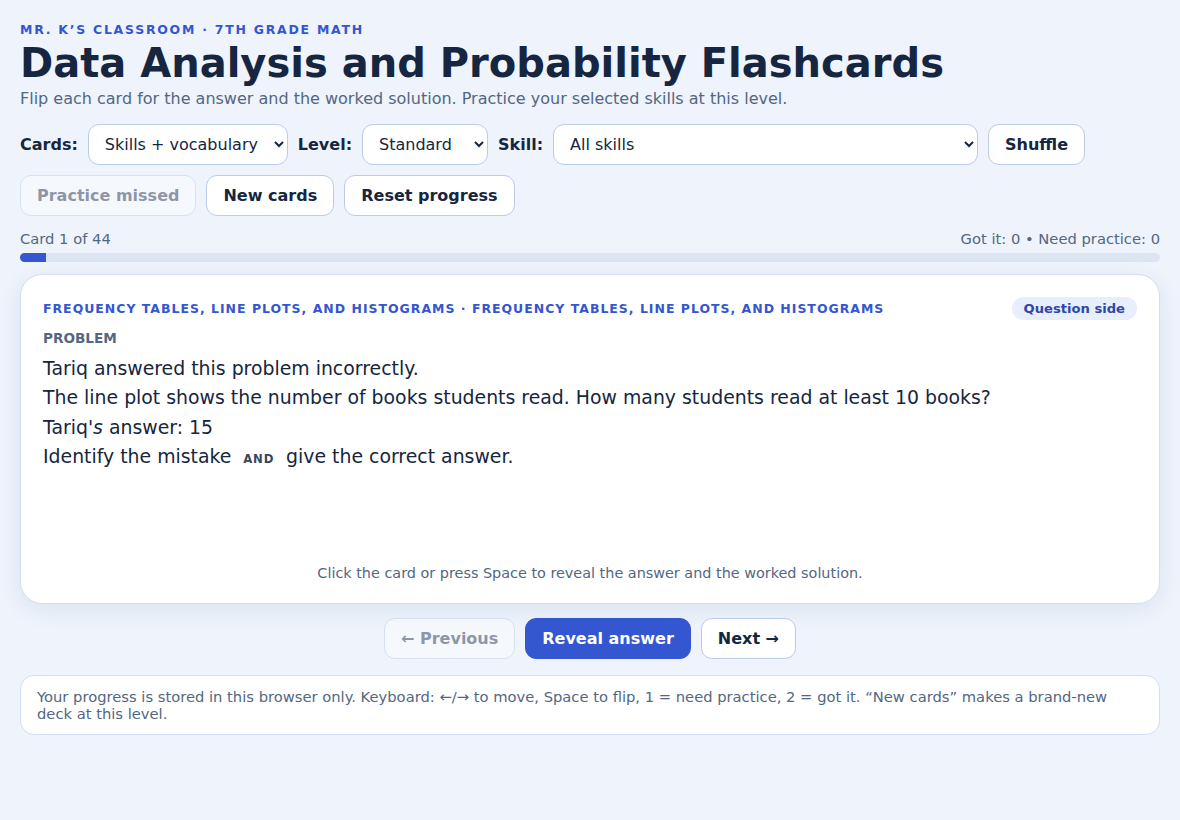 MR. K’S CLASSROOM · 7TH GRADE MATH
Data Analysis and Probability Flashcards
Flip each card for the answer and the worked solution. Practice your selected skills at this level.
Cards: Skills + vocabulary Level: Standard Skill: All skills Shuffle
Practice missed New cards Reset progress
Card 1 of 44 Got it: 0 • Need practice: 0
FREQUENCY TABLES, LINE PLOTS, AND HISTOGRAMS · FREQUENCY TABLES, LINE PLOTS, AND HISTOGRAMS Question side
PROBLEM
Tariq answered this problem incorrectly.
The line plot shows the number of books students read. How many students read at least 10 books?
Tariq's answer: 15
Identify the mistake AND give the correct answer.
Click the card or press Space to reveal the answer and the worked solution.
← Previous Reveal answer Next →
Your progress is stored in this browser only. Keyboard: ←/→ to move, Space to flip, 1 = need practice, 2 = got it. “New cards” makes a brand-new
deck at this level.